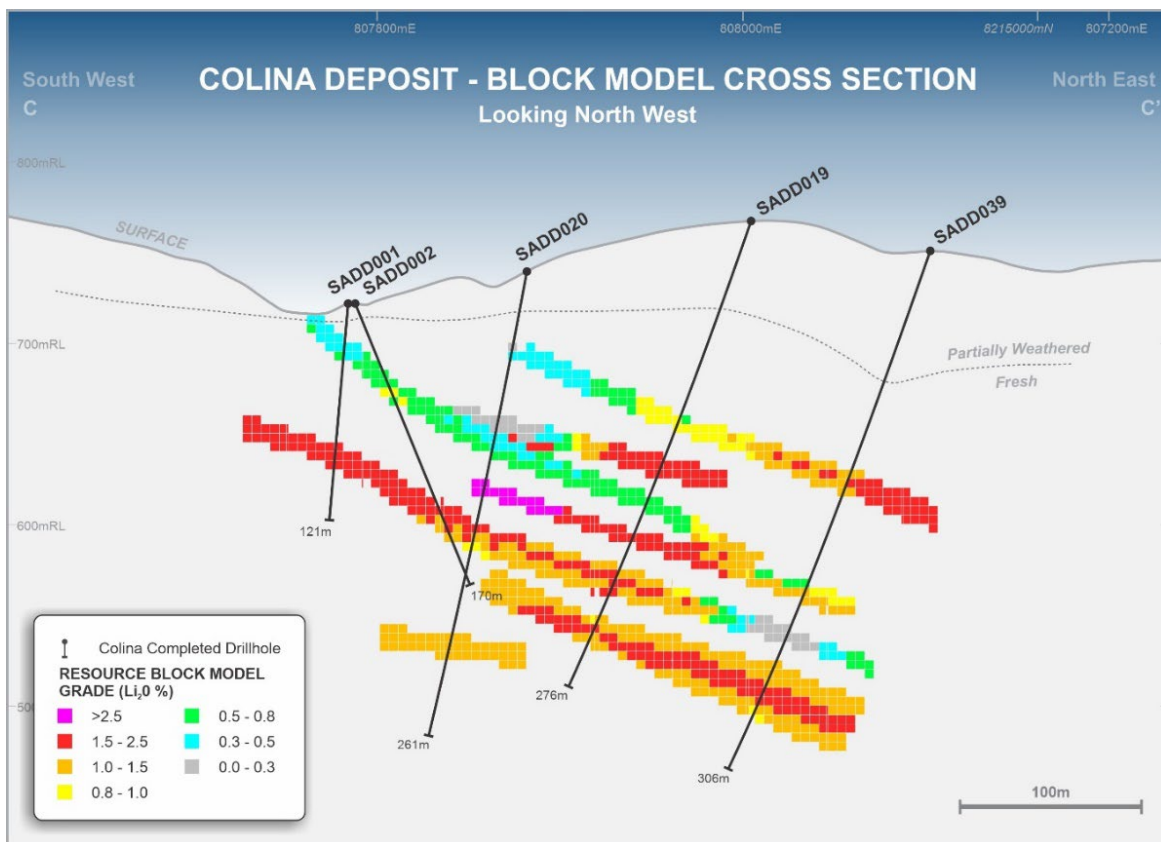 807800mE
808000mE
8215000mN
807200mE
South West
C
COLINA DEPOSIT - BLOCK MODEL CROSS SECTION
Looking North West
North East
C'
800mRL
SURFACE
SADD001
SADD002
SADD020
SADD019
SADD039
700mRL
Partially Weathered
Fresh
600mRL
121m
170m
276m
261m
306m
Colina Completed Drillhole
RESOURCE BLOCK MODEL
GRADE (Li₂0 %)
>2.5
0.5 - 0.8
1.5 - 2.5
0.3 - 0.5
1.0 - 1.5
0.0 - 0.3
0.8 - 1.0
100m